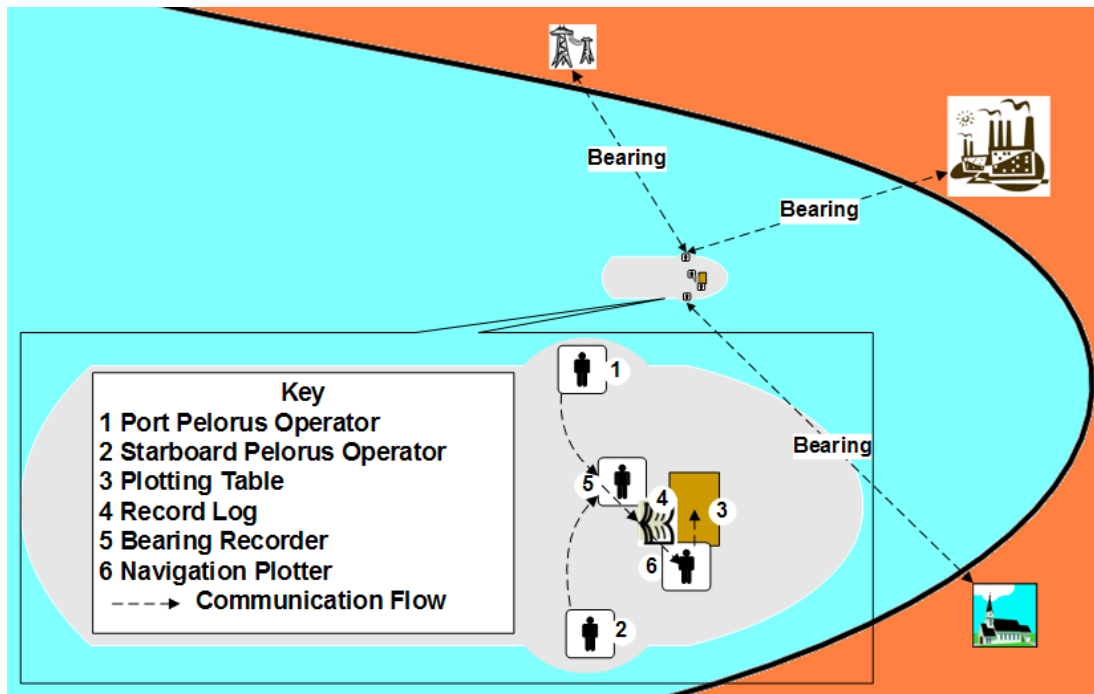 Bearing
Bearing
Bearing
Key
1 Port Pelorus Operator
2 Starboard Pelorus Operator
3 Plotting Table
4 Record Log
5 Bearing Recorder
6 Navigation Plotter
Communication Flow
1
5
4
3
6
2